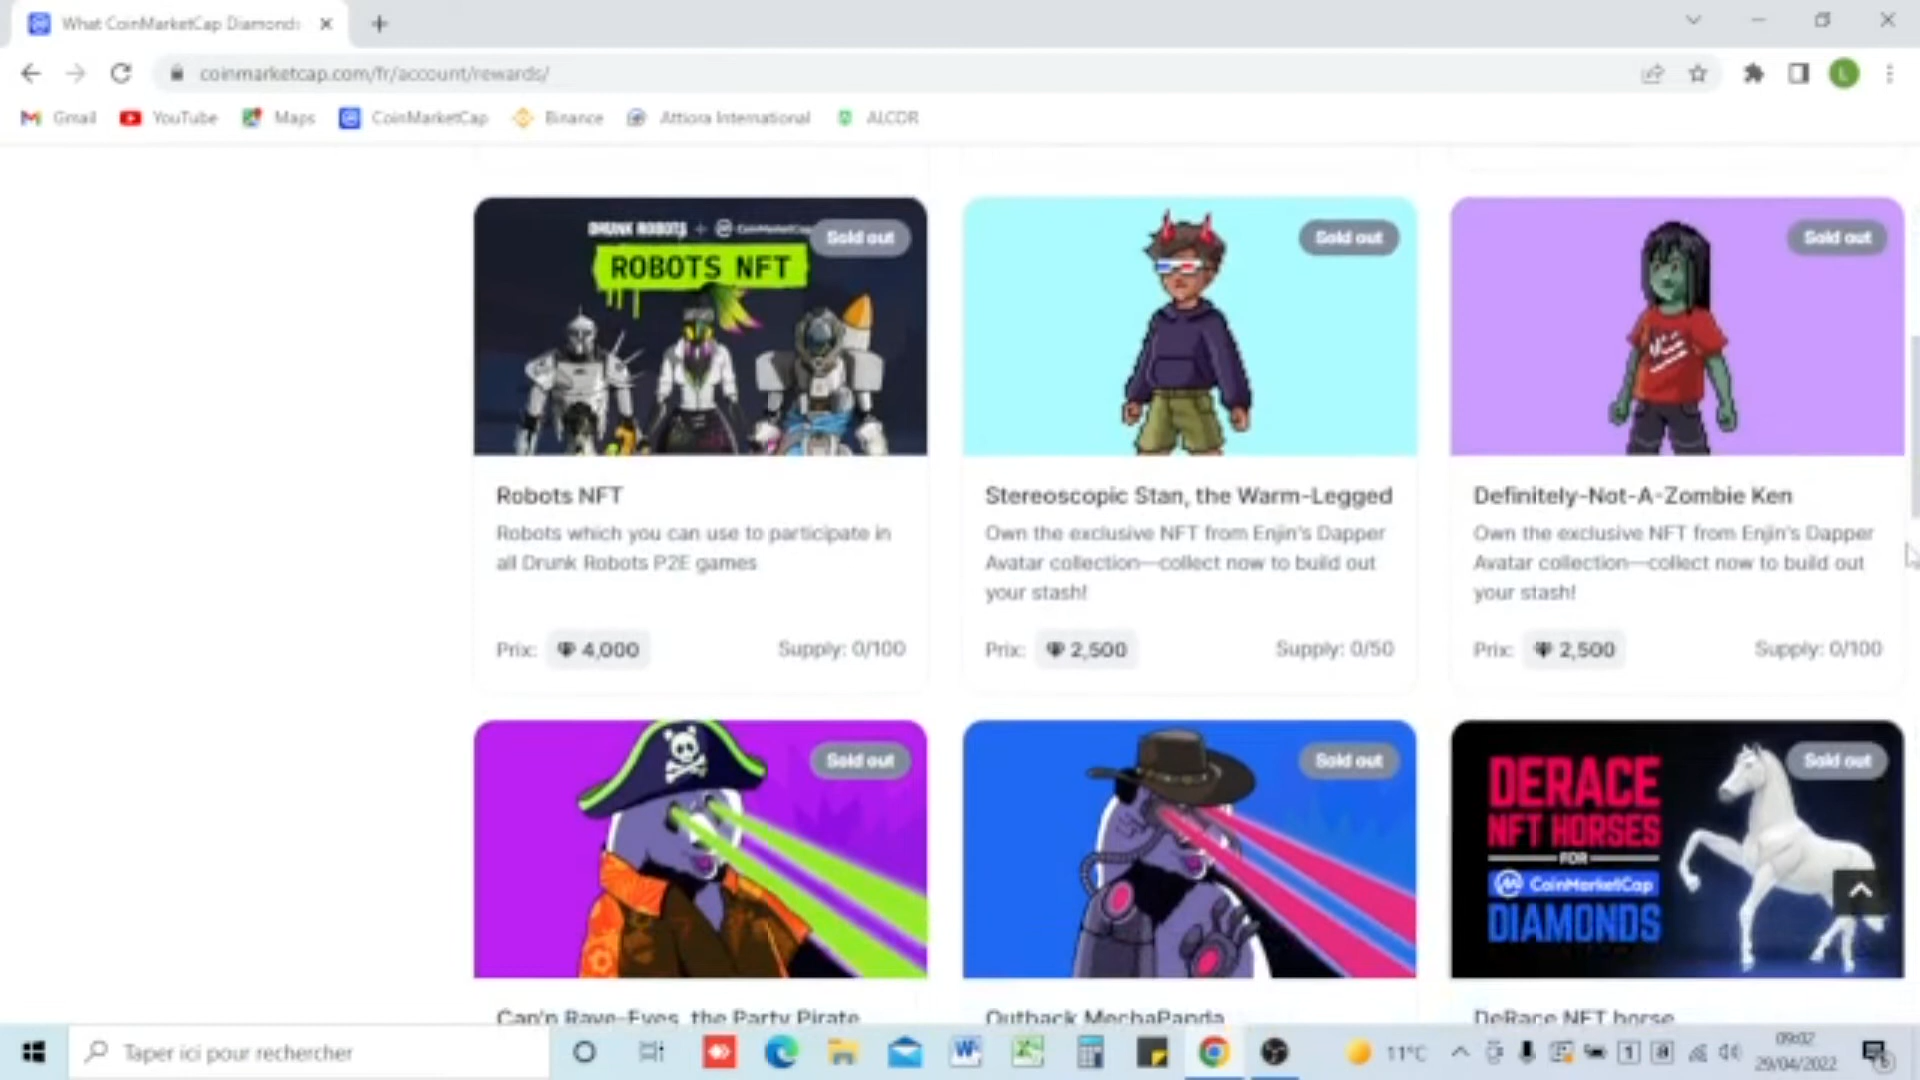 What CoinMarketCap Diamonds
coinmarketcap.com/fr/account/rewards/
Gmail
YouTube
Maps
CoinMarketCap
Binance
Attiora International
ALCOR
L
DRUNK ROBOTS + CoinMarketCap
ROBOTS NFT
Sold out
Sold out
Sold out
Robots NFT
Robots which you can use to participate in
all Drunk Robots P2E games
Prix: 4,000 Supply: 0/100
Stereoscopic Stan, the Warm-Legged
Own the exclusive NFT from Enjin's Dapper
Avatar collection—collect now to build out
your stash!
Prix: 2,500 Supply: 0/50
Definitely-Not-A-Zombie Ken
Own the exclusive NFT from Enjin's Dapper
Avatar collection—collect now to build out
your stash!
Prix: 2,500 Supply: 0/100
Sold out
Sold out
Sold out
DERACE
NFT HORSES
FOR
CoinMarketCap
DIAMONDS
Cap'n Rave-Eyes, the Party Pirate
Outback MechaPanda
DeRace NFT horse
Taper ici pour rechercher
11°C
09:02
29/04/2022